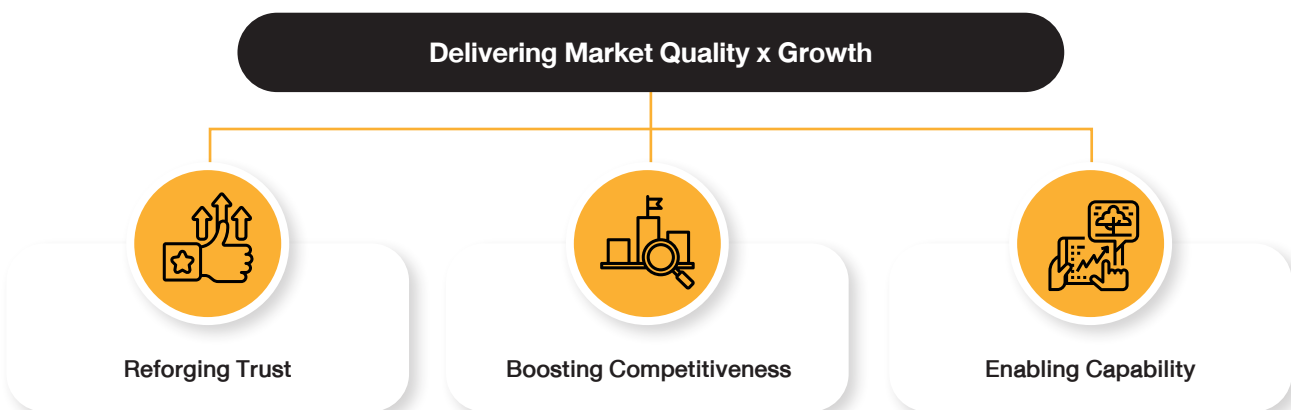 Delivering Market Quality x Growth
Reforging Trust
Boosting Competitiveness
Enabling Capability